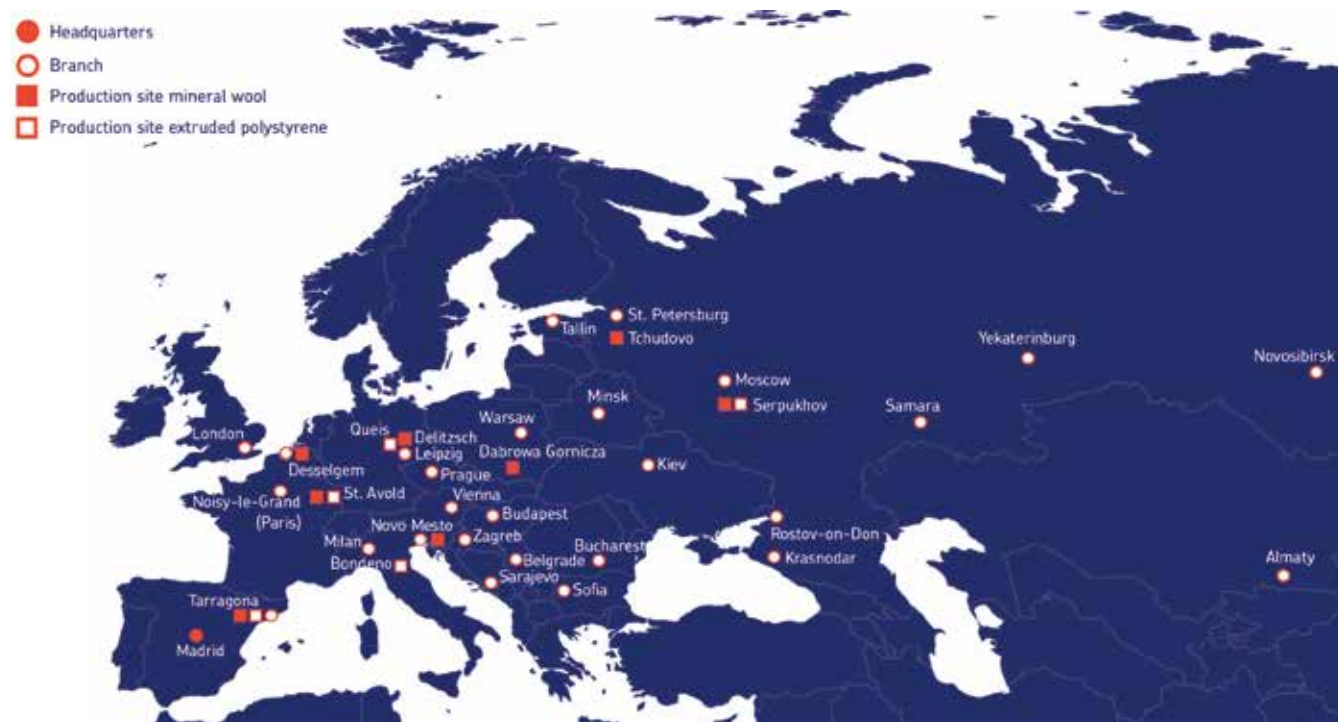 Headquarters
Branch
Production site mineral wool
Production site extruded polystyrene
St. Petersburg
Tallin
Tchudovo
Yekaterinburg
Novosibirsk
Moscow
Serpukhov
Minsk
Samara
Warsaw
London
Queis
Delitzsch
Leipzig
Dabrowa Gornicza
Kiev
Desselgem
Prague
Noisy-le-Grand
(Paris)
St. Avold
Vienna
Budapest
Rostov-on-Don
Krasnodar
Novo Mesto
Zagreb
Milan
Bucharest
Bondeno
Belgrade
Sarajevo
Sofia
Almaty
Tarragona
Madrid